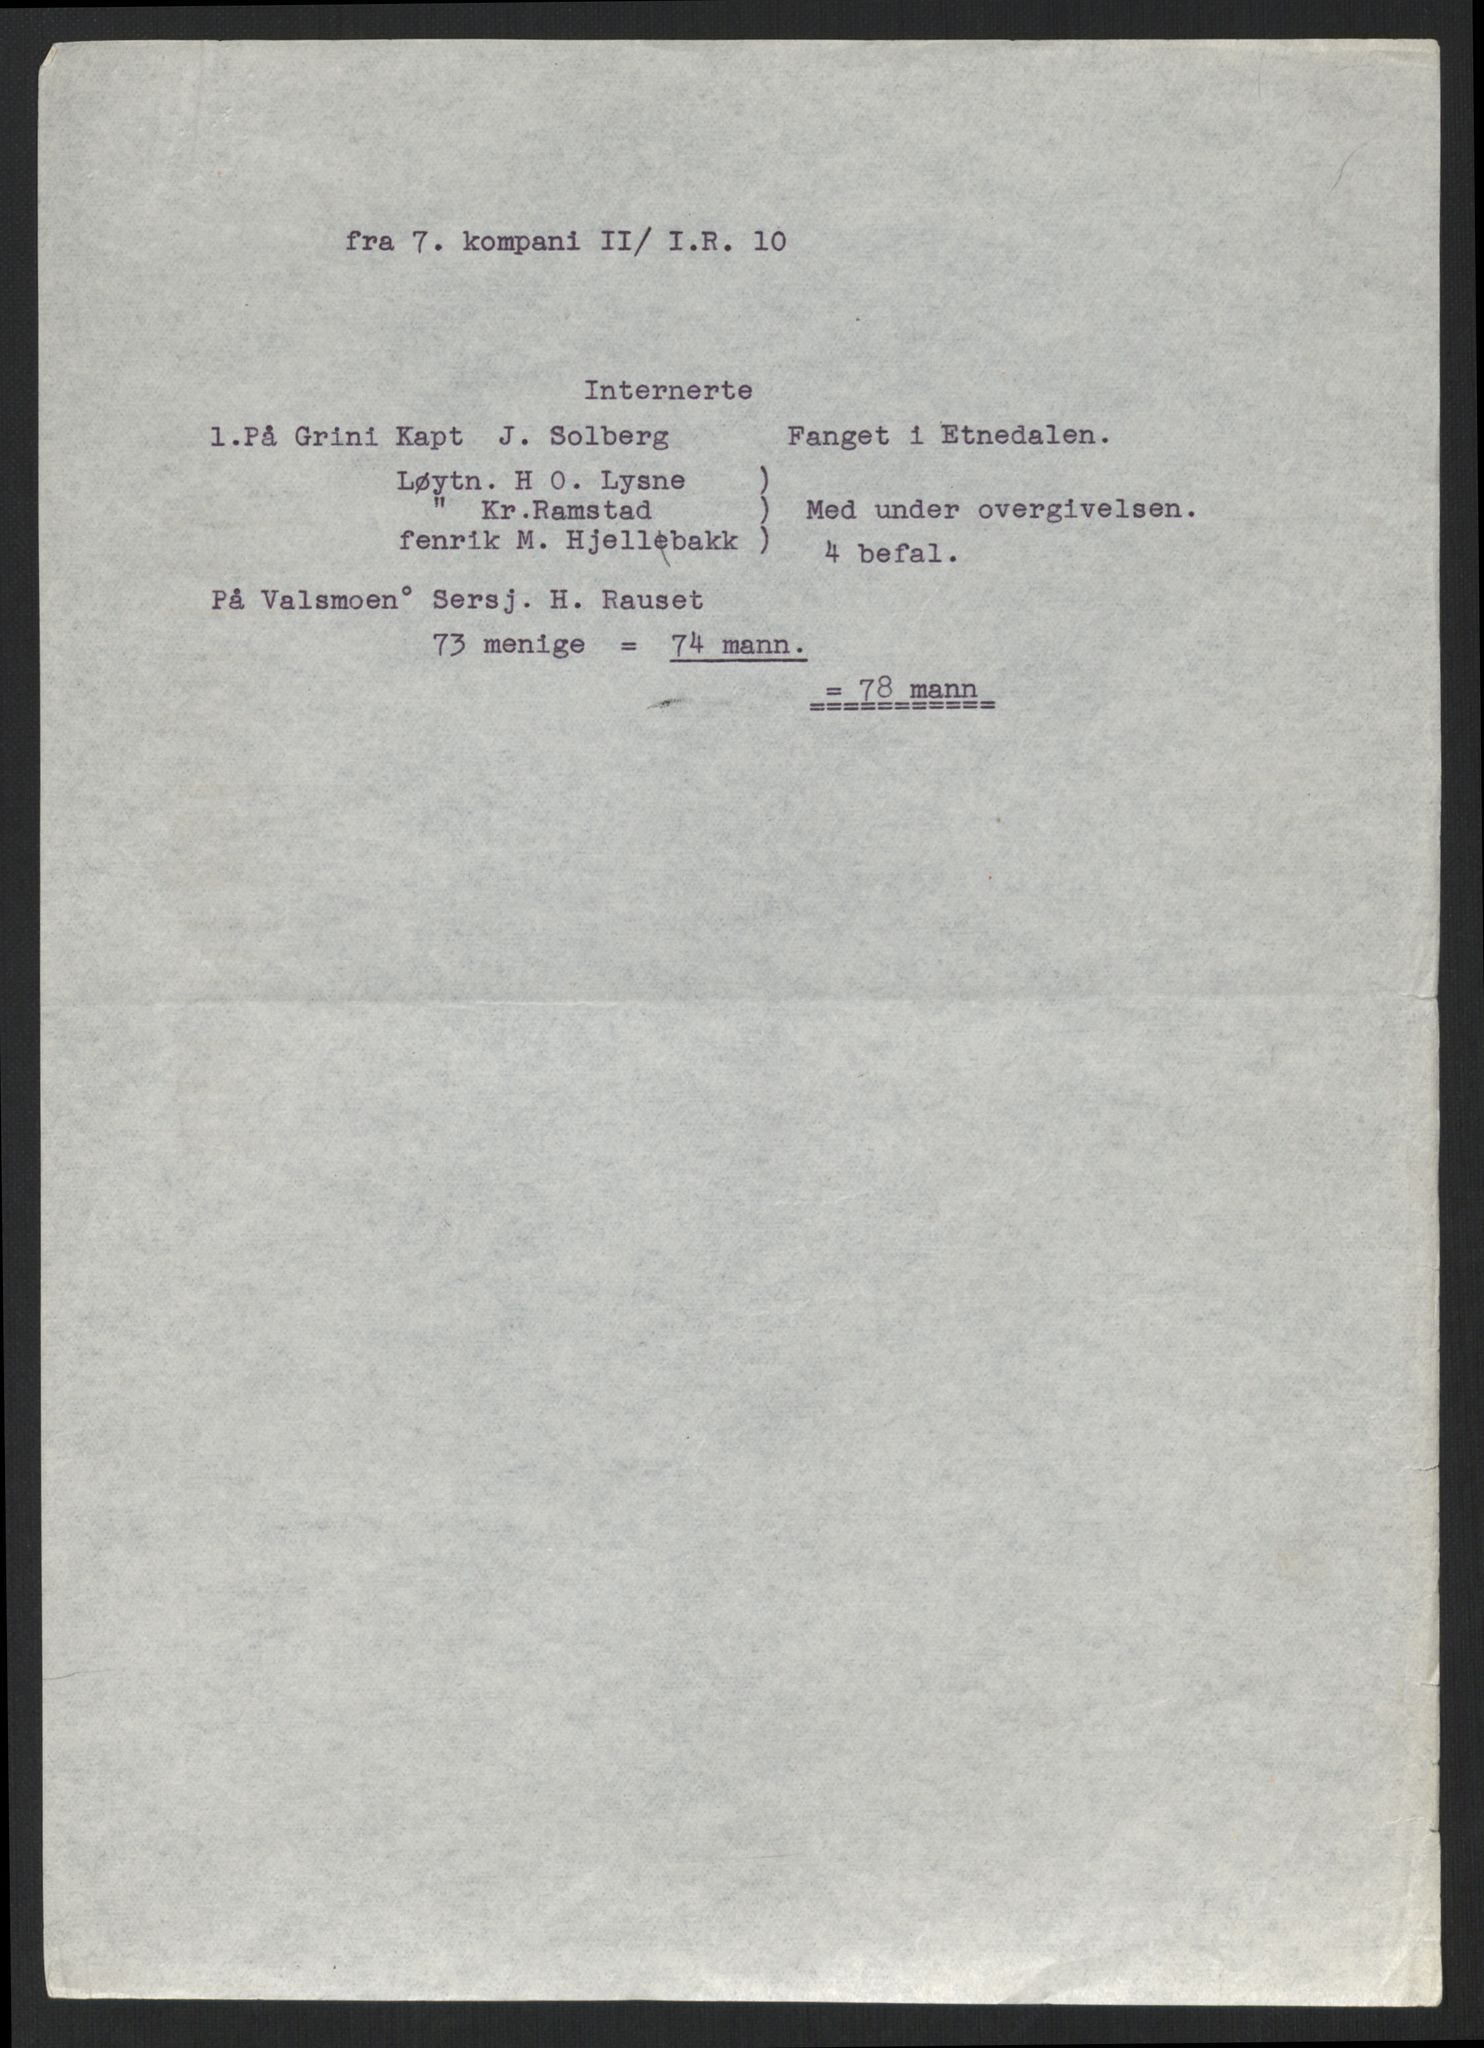 fra 7. kompani II/ I.R. 10
Internerte
1.På Grini Kapt J. Solberg Fanget i Etnedalen.
Løytn. H O. Lysne )
" Kr.Ramstad ) Med under overgivelsen.
fenrik M. Hjellebakk )
4 befal.
På Valsmoen° Sersj. H. Rauset
73 menige = 74 mann.
= 78 mann
===========